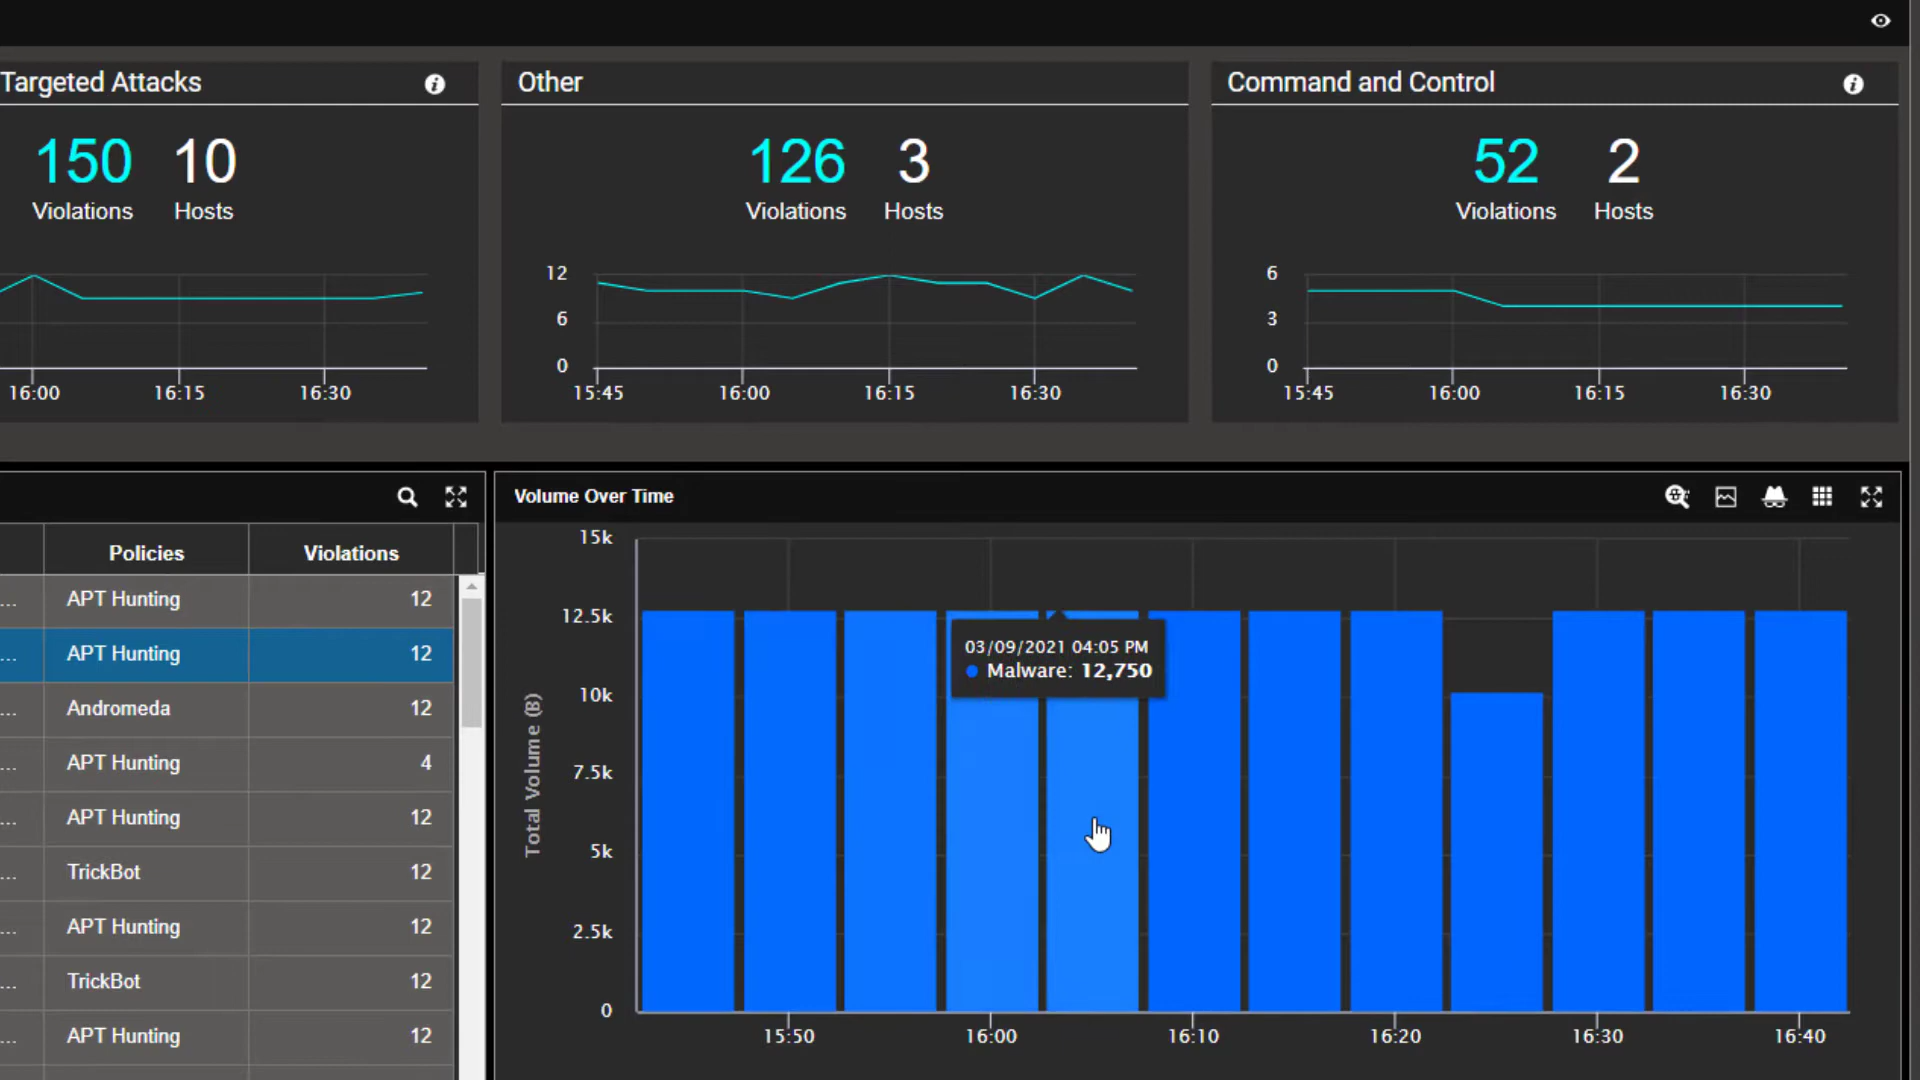 Targeted Attacks
150 10
Violations Hosts
16:00 16:15 16:30
Other
126 3
Violations Hosts
12
6
0
15:45 16:00 16:15 16:30
Command and Control
52 2
Violations Hosts
6
3
0
15:45 16:00 16:15 16:30
Policies Violations
... APT Hunting 12
... APT Hunting 12
... Andromeda 12
... APT Hunting 4
... APT Hunting 12
... TrickBot 12
... APT Hunting 12
... TrickBot 12
... APT Hunting 12
Volume Over Time
Total Volume (B)
15k
12.5k
10k
7.5k
5k
2.5k
0
03/09/2021 04:05 PM
Malware: 12,750
15:50 16:00 16:10 16:20 16:30 16:40